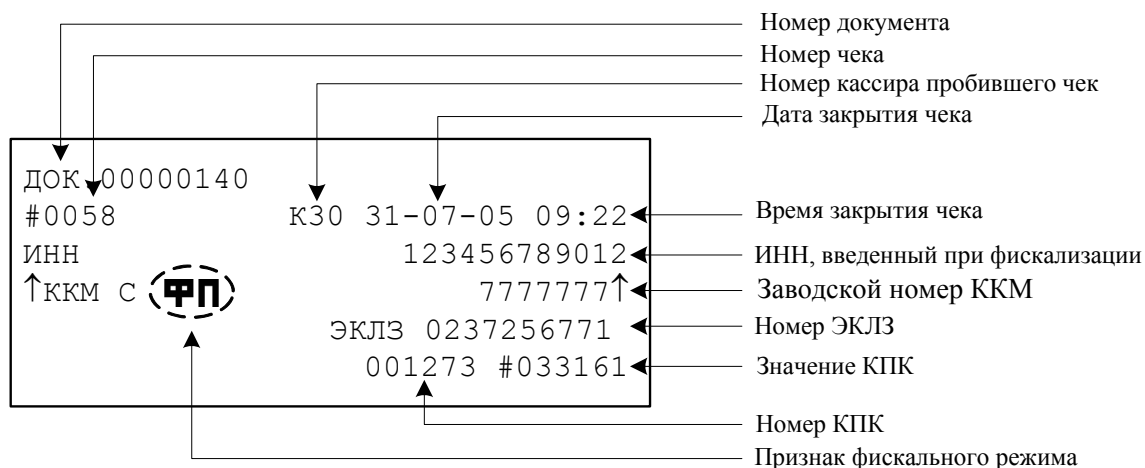 Номер документа
Номер чека
Номер кассира пробившего чек
Дата закрытия чека
ДОК.00000140
#0058 К30 31-07-05 09:22
Время закрытия чека
ИНН 123456789012
ИНН, введенный при фискализации
↑ККМ С ФП 7777777↑
Заводской номер ККМ
ЭКЛЗ 0237256771
Номер ЭКЛЗ
001273 #033161
Значение КПК
Номер КПК
Признак фискального режима